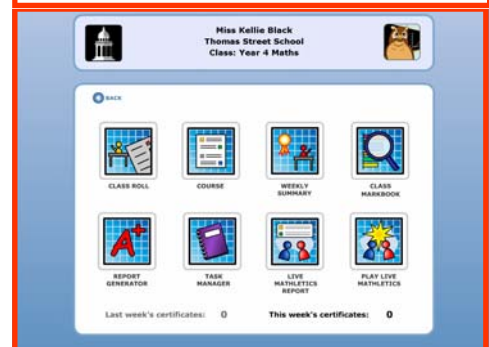 Miss Kellie Black
Thomas Street School
Class: Year 4 Maths
BACK
CLASS ROLL
COURSE
WEEKLY
SUMMARY
CLASS
MARKBOOK
REPORT
GENERATOR
TASK
MANAGER
LIVE
MATHLETICS
REPORT
PLAY LIVE
MATHLETICS
Last week's certificates: 0
This week's certificates: 0